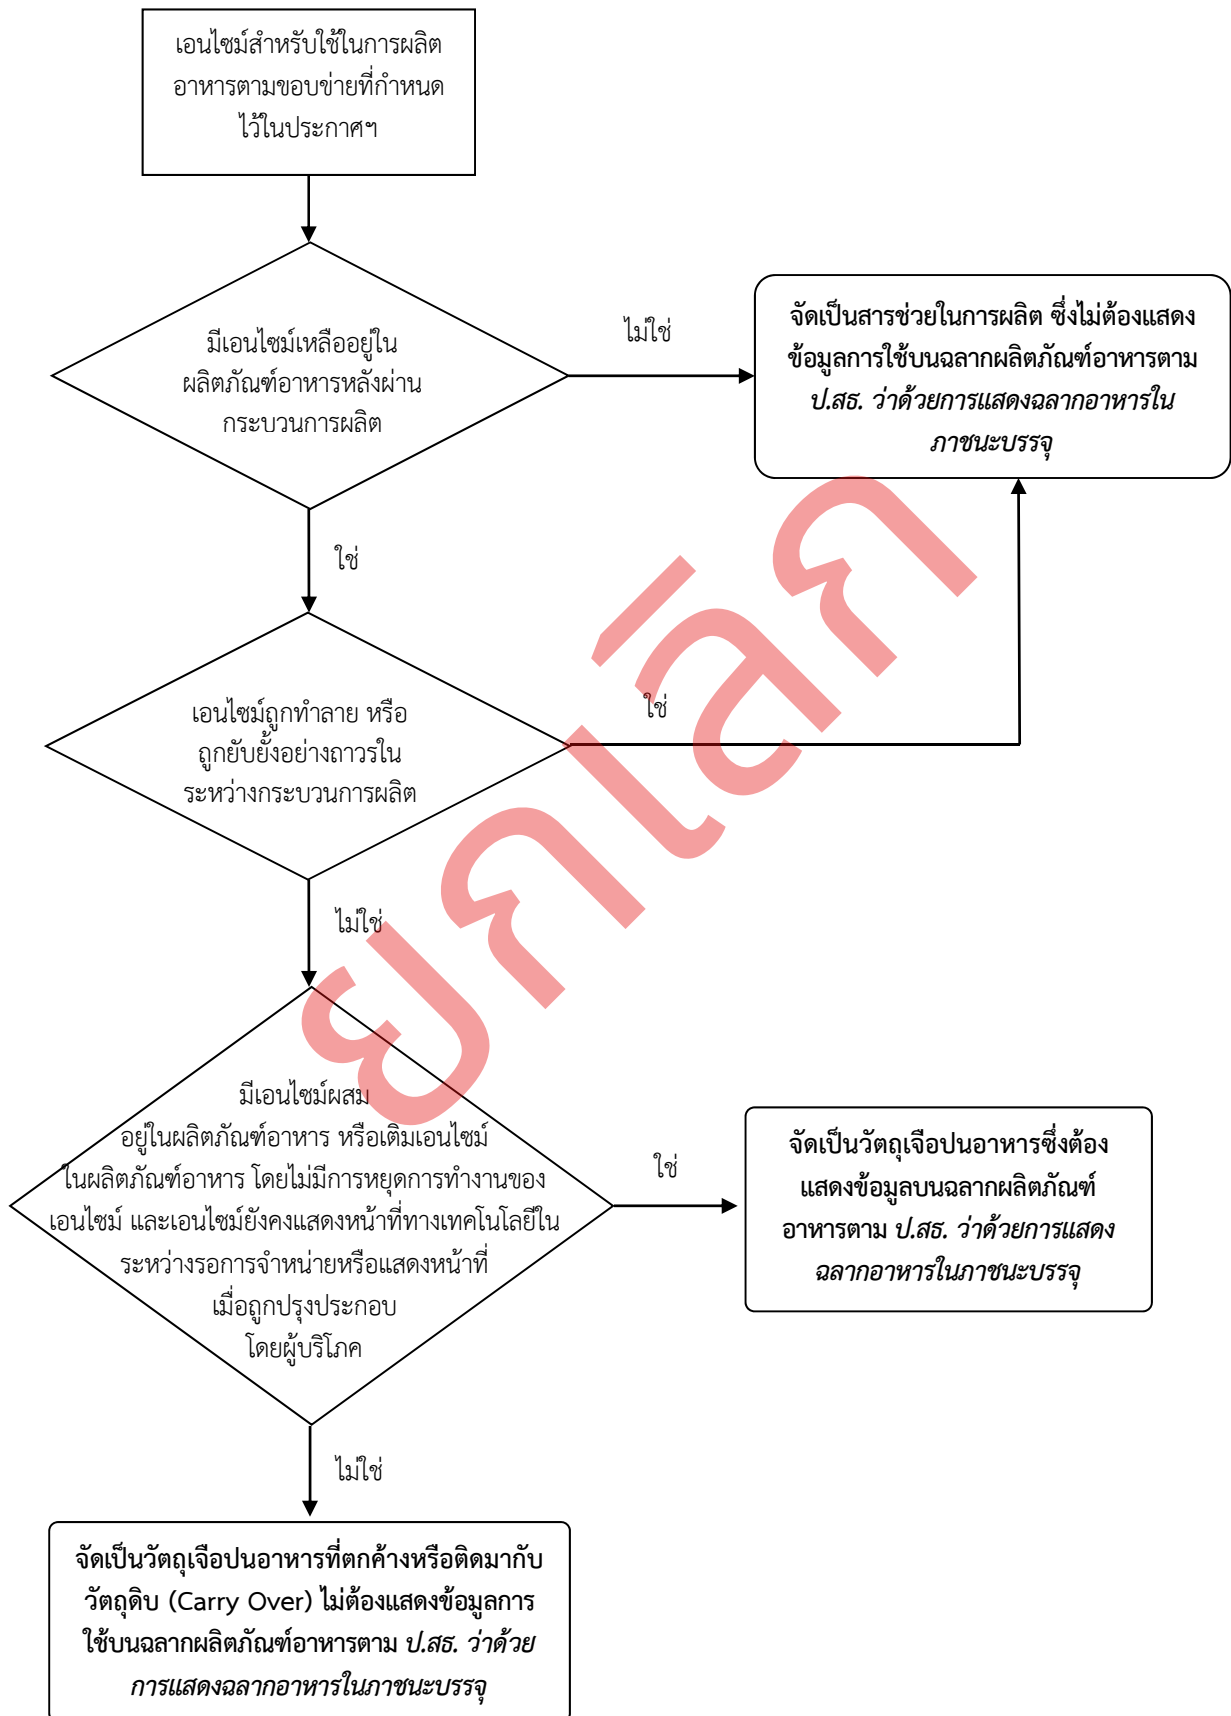 เอนไซม์สำหรับใช้ในการผลิต
อาหารตามขอบข่ายที่กำหนด
ไว้ในประกาศฯ
มีเอนไซม์เหลืออยู่ใน
ผลิตภัณฑ์อาหารหลังผ่าน
กระบวนการผลิต
ไม่ใช่
จัดเป็นสารช่วยในการผลิต ซึ่งไม่ต้องแสดง
ข้อมูลการใช้บนฉลากผลิตภัณฑ์อาหารตาม
ป.สธ. ว่าด้วยการแสดงฉลากอาหารใน
ภาชนะบรรจุ
ใช่
เอนไซม์ถูกทำลาย หรือ
ถูกยับยั้งอย่างถาวรใน
ระหว่างกระบวนการผลิต
ใช่
ไม่ใช่
ยกเลิก
มีเอนไซม์ผสม
อยู่ในผลิตภัณฑ์อาหาร หรือเติมเอนไซม์
ในผลิตภัณฑ์อาหาร โดยไม่มีการหยุดการทำงานของ
เอนไซม์ และเอนไซม์ยังคงแสดงหน้าที่ทางเทคโนโลยีใน
ระหว่างรอการจำหน่ายหรือแสดงหน้าที่
เมื่อถูกปรุงประกอบ
โดยผู้บริโภค
ใช่
จัดเป็นวัตถุเจือปนอาหารซึ่งต้อง
แสดงข้อมูลบนฉลากผลิตภัณฑ์
อาหารตาม ป.สธ. ว่าด้วยการแสดง
ฉลากอาหารในภาชนะบรรจุ
ไม่ใช่
จัดเป็นวัตถุเจือปนอาหารที่ตกค้างหรือติดมากับ
วัตถุดิบ (Carry Over) ไม่ต้องแสดงข้อมูลการ
ใช้บนฉลากผลิตภัณฑ์อาหารตาม ป.สธ. ว่าด้วย
การแสดงฉลากอาหารในภาชนะบรรจุ